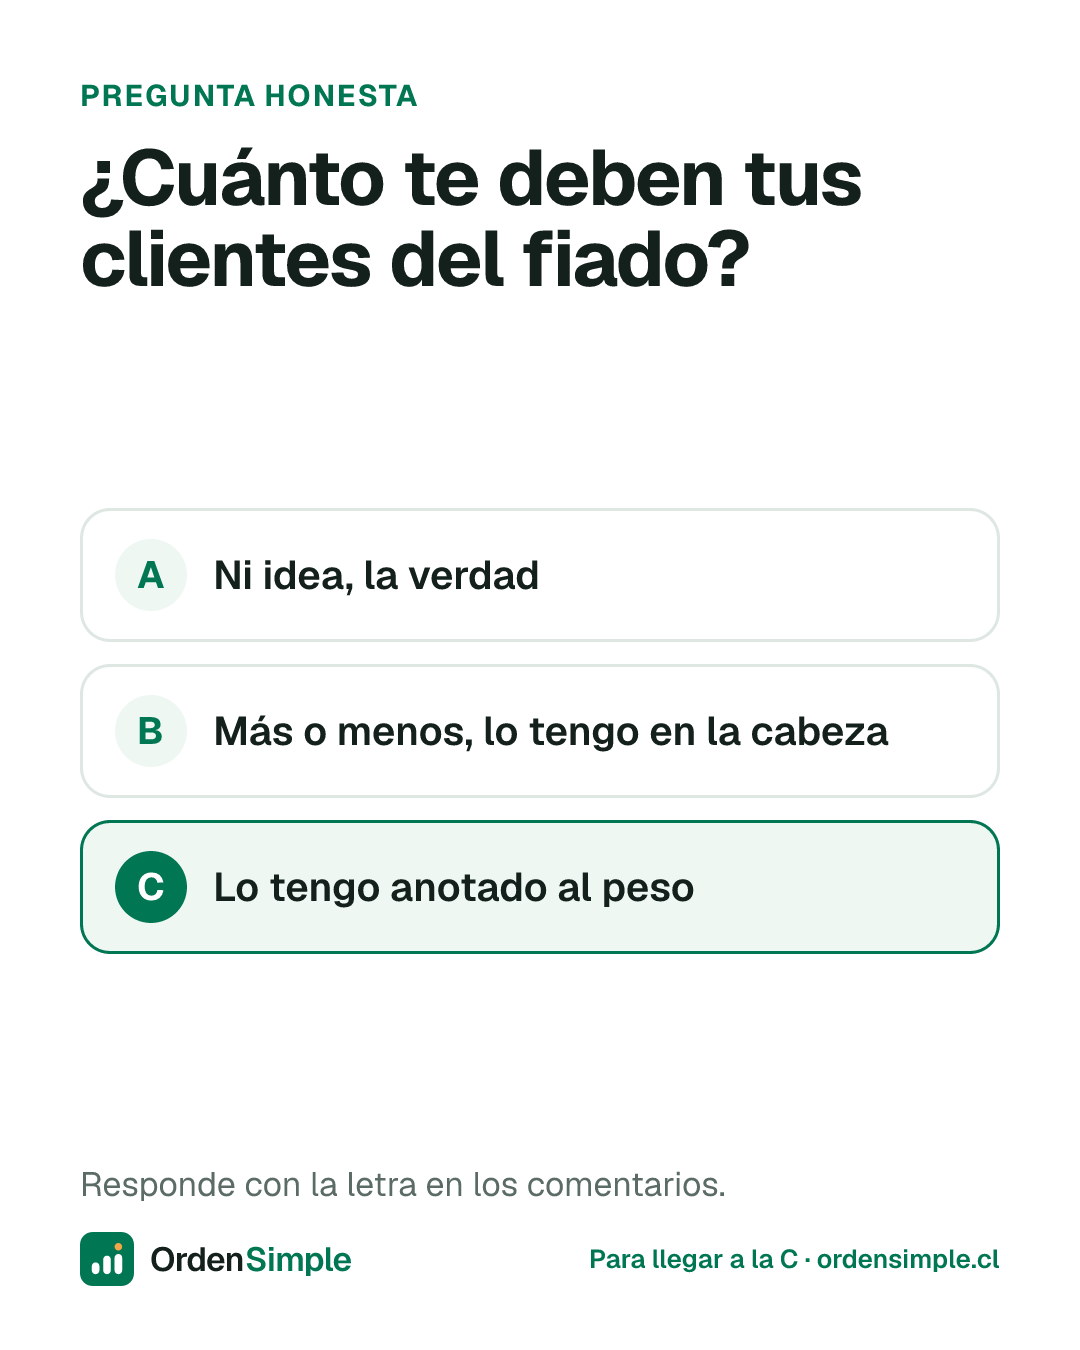 PREGUNTA HONESTA
¿Cuánto te deben tus
clientes del fiado?
A Ni idea, la verdad
B Más o menos, lo tengo en la cabeza
C Lo tengo anotado al peso
Responde con la letra en los comentarios.
OrdenSimple
Para llegar a la C · ordensimple.cl